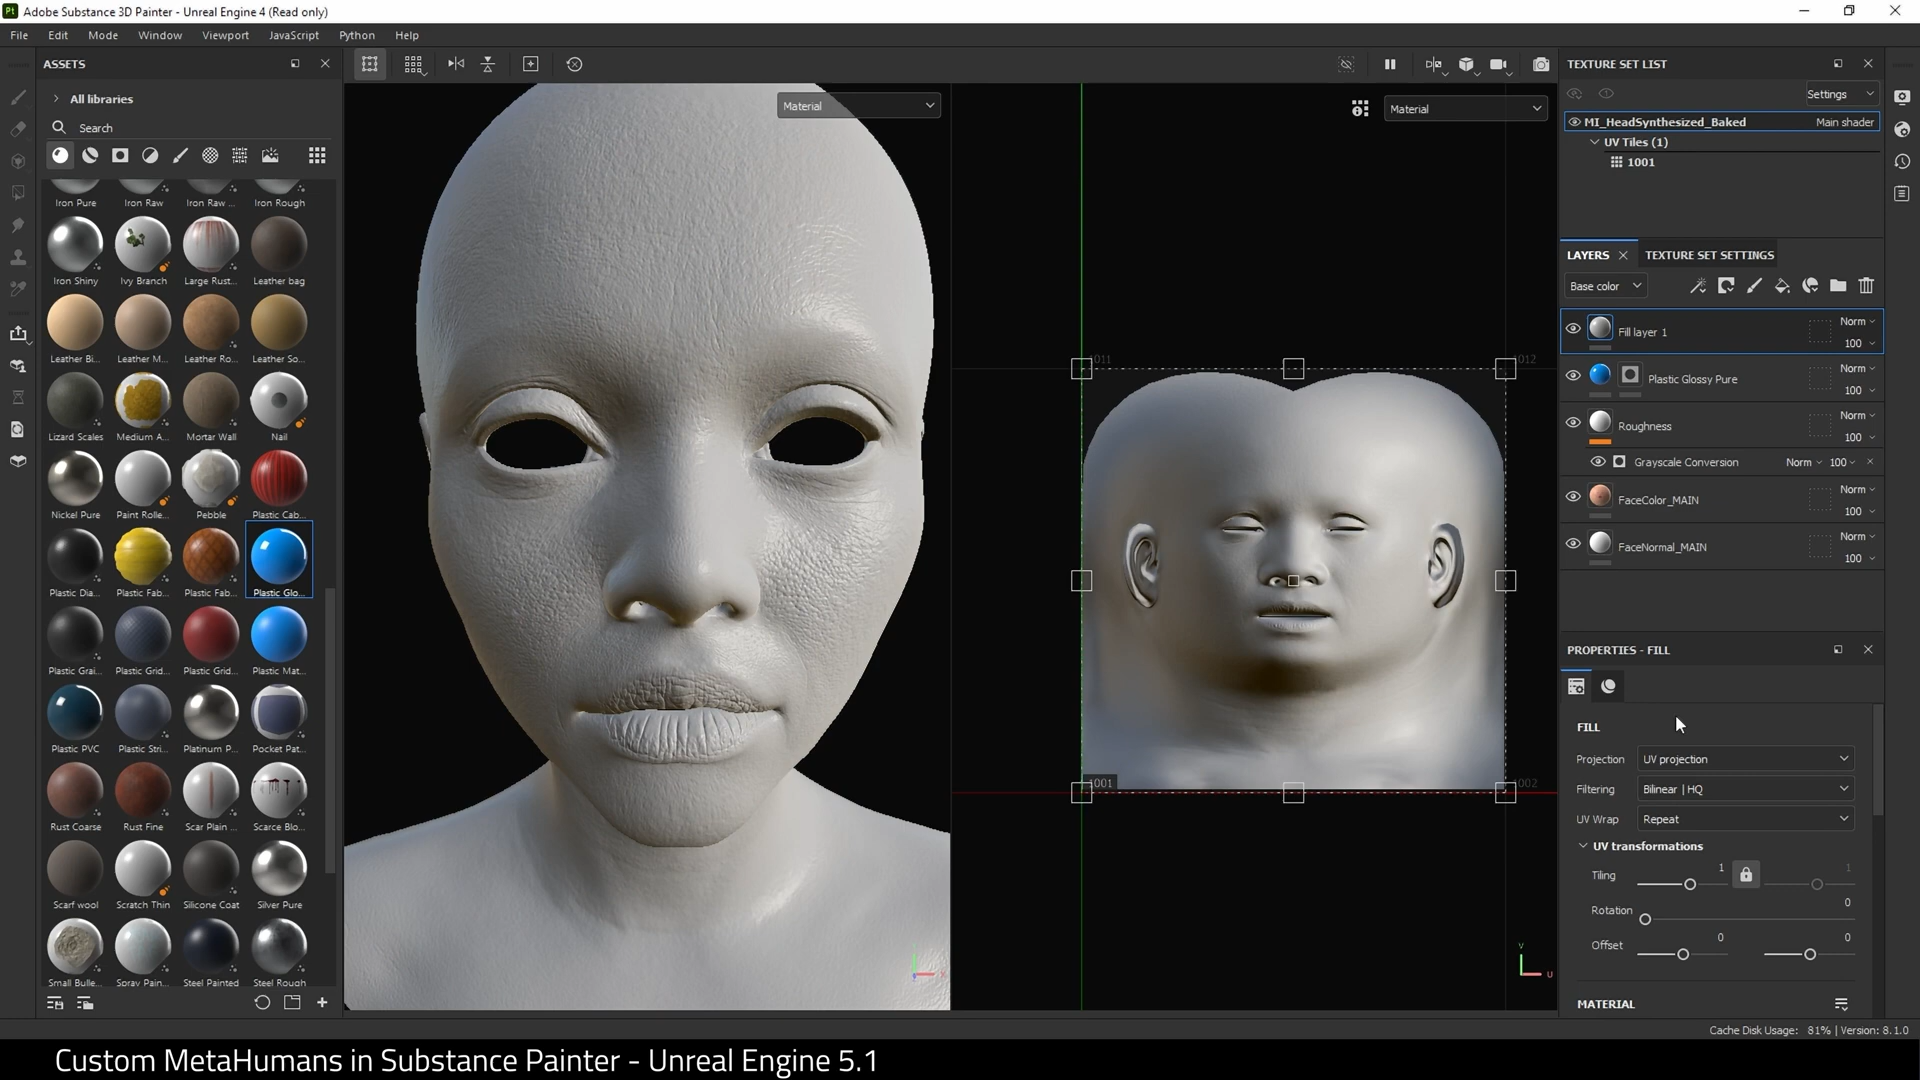 Adobe Substance 3D Painter - Unreal Engine 4 (Read only)
File Edit Mode Window Viewport JavaScript Python Help
ASSETS
All libraries
Search
Iron Pure Iron Raw Iron Raw ... Iron Rough
Iron Shiny Ivy Branch Large Rust... Leather bag
Leather Bi... Leather M... Leather Ro... Leather So...
Lizard Scales Medium A... Mortar Wall Nail
Nickel Pure Paint Rolle... Pebble Plastic Cab...
Plastic Dia... Plastic Fab... Plastic Fab... Plastic Glo...
Plastic Grai... Plastic Grid... Plastic Grid... Plastic Mat...
Plastic PVC Plastic Stri... Platinum P... Pocket Pat...
Rust Coarse Rust Fine Scar Plain ... Scarce Blo...
Scarf wool Scratch Thin Silicone Coat Silver Pure
Small Bulle... Spray Pain... Steel Painted Steel Rough
Material
Material
1011
1012
1001
1002
V
U
TEXTURE SET LIST
Settings
MI_HeadSynthesized_Baked Main shader
UV Tiles (1)
1001
LAYERS TEXTURE SET SETTINGS
Base color
Fill layer 1 Norm 100
Plastic Glossy Pure Norm 100
Roughness Norm 100
Grayscale Conversion Norm 100
FaceColor_MAIN Norm 100
FaceNormal_MAIN Norm 100
PROPERTIES - FILL
FILL
Projection UV projection
Filtering Bilinear | HQ
UV Wrap Repeat
UV transformations
Tiling 1 1
Rotation 0
Offset 0 0
MATERIAL
Cache Disk Usage: 81% | Version: 8.1.0
Custom MetaHumans in Substance Painter - Unreal Engine 5.1